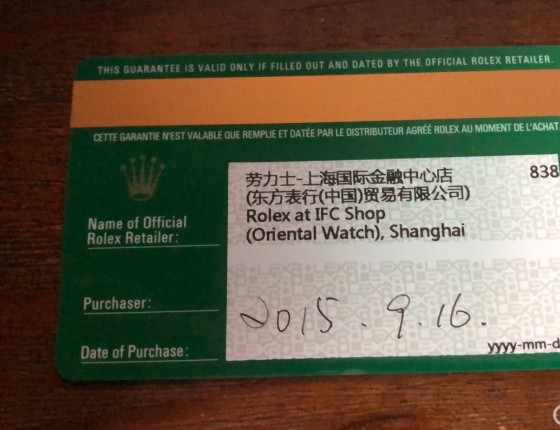 THIS GUARANTEE IS VALID ONLY IF FILLED OUT AND DATED BY THE OFFICIAL ROLEX RETAILER.
CETTE GARANTIE N'EST VALABLE QUE REMPLIE ET DATÉE PAR LE DISTRIBUTEUR AGRÉÉ ROLEX AU MOMENT DE L'ACHAT
Name of Official
Rolex Retailer:
劳力士-上海国际金融中心店 838
(东方表行(中国)贸易有限公司)
Rolex at IFC Shop
(Oriental Watch), Shanghai
Purchaser:
2015.9.16.
Date of Purchase:
yyyy-mm-d